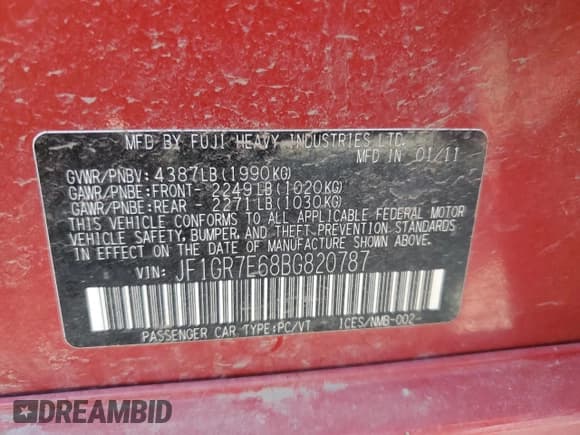 MFD BY FUJI HEAVY INDUSTRIES LTD.
MFD IN 01/11
GVWR/PNBV: 4387LB(1990KG)
GAWR/PNBE:FRONT- 2249LB(1020KG)
GAWR/PNBE:REAR - 2271LB(1030KG)
THIS VEHICLE CONFORMS TO ALL APPLICABLE FEDERAL MOTOR
VEHICLE SAFETY, BUMPER, AND THEFT PREVENTION STANDARDS
IN EFFECT ON THE DATE OF MANUFACTURE SHOWN ABOVE.
VIN: JF1GR7E68BG820787
PASSENGER CAR, TYPE:PC/VT ICES/NMB-002-
DREAMBID